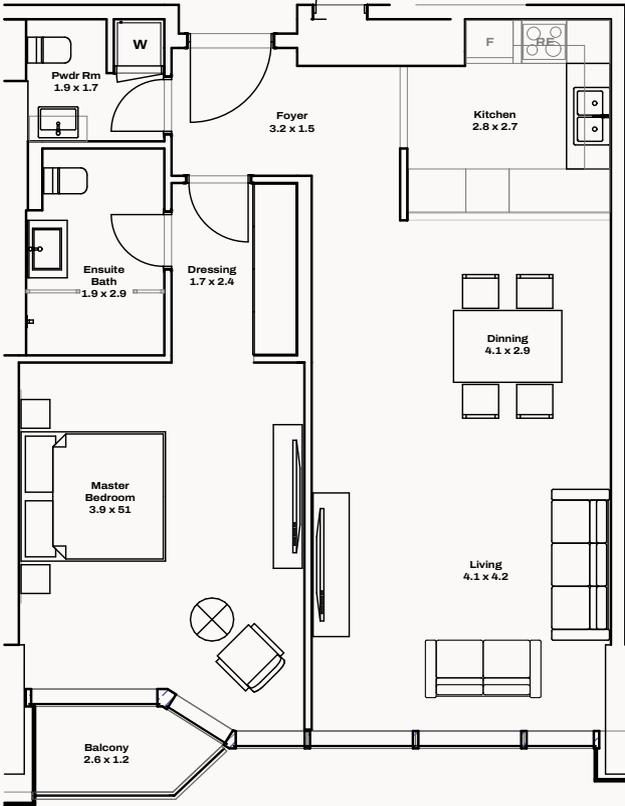 W
F
RE
Pwdr Rm
1.9 x 1.7
Foyer
3.2 x 1.5
Kitchen
2.8 x 2.7
Ensuite
Bath
1.9 x 2.9
Dressing
1.7 x 2.4
Dinning
4.1 x 2.9
Master
Bedroom
3.9 x 51
Living
4.1 x 4.2
Balcony
2.6 x 1.2